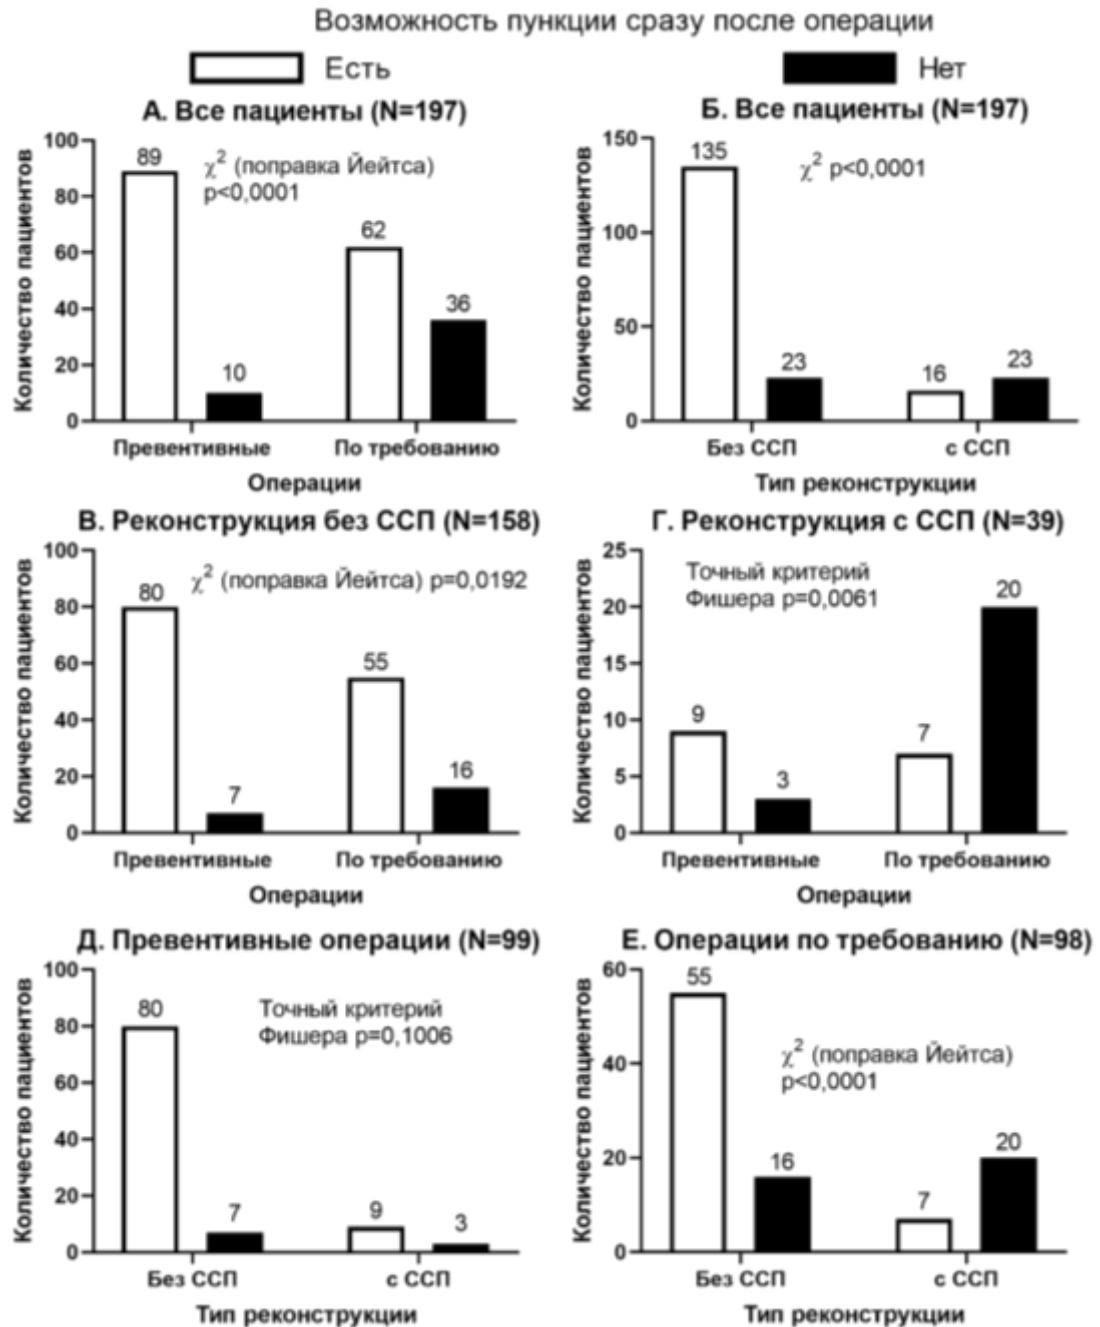 Возможность пункции сразу после операции
Есть
Нет
А. Все пациенты (N=197)
Количество пациентов
100
80
60
40
20
0
89
10
62
36
χ² (поправка Йейтса)
p<0,0001
Превентивные
По требованию
Операции
Б. Все пациенты (N=197)
Количество пациентов
150
100
50
0
135
23
16
23
χ² p<0,0001
Без ССП
с ССП
Тип реконструкции
В. Реконструкция без ССП (N=158)
Количество пациентов
100
80
60
40
20
0
80
7
55
16
χ² (поправка Йейтса) p=0,0192
Превентивные
По требованию
Операции
Г. Реконструкция с ССП (N=39)
Количество пациентов
25
20
15
10
5
0
9
3
7
20
Точный критерий
Фишера p=0,0061
Превентивные
По требованию
Операции
Д. Превентивные операции (N=99)
Количество пациентов
100
80
60
40
20
0
80
7
9
3
Точный критерий
Фишера p=0,1006
Без ССП
с ССП
Тип реконструкции
Е. Операции по требованию (N=98)
Количество пациентов
60
40
20
0
55
16
7
20
χ² (поправка Йейтса)
p<0,0001
Без ССП
с ССП
Тип реконструкции